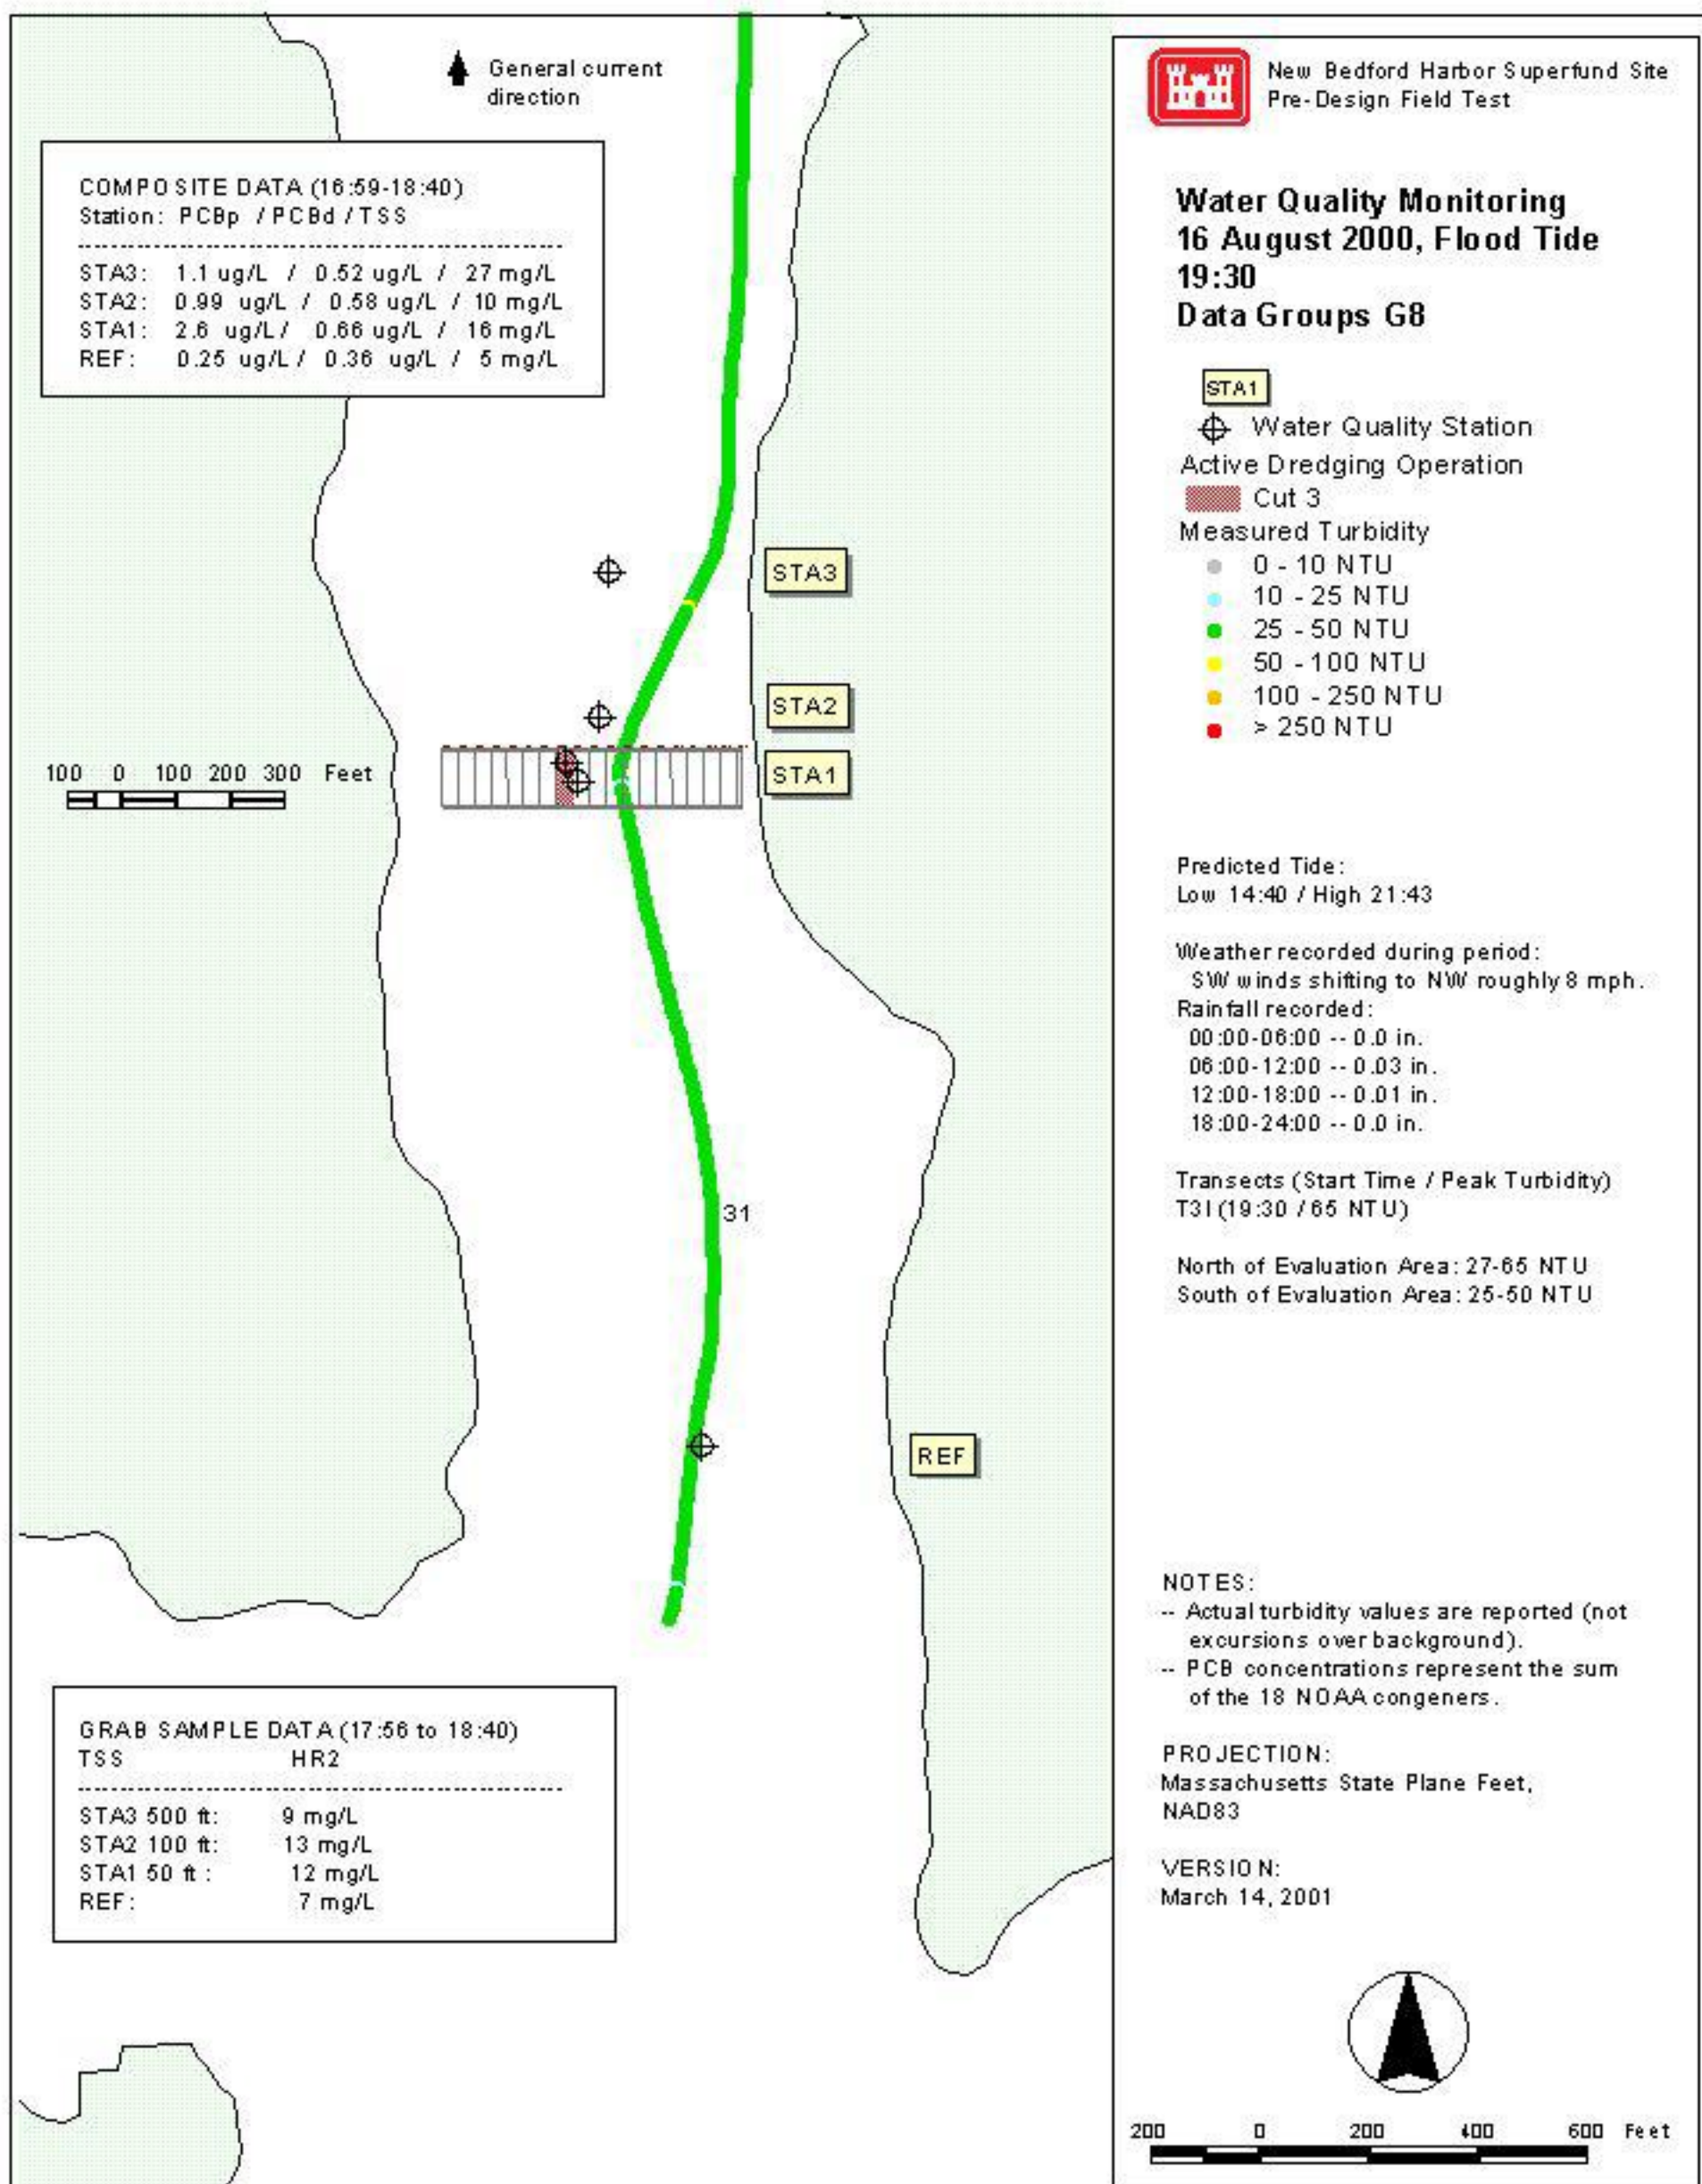 General current
direction
COMPOSITE DATA (16:59-18:40)
Station: PCBp / PCBd / TSS
--------------------------------------------------
STA3: 1.1 ug/L / 0.52 ug/L / 27 mg/L
STA2: 0.99 ug/L / 0.58 ug/L / 10 mg/L
STA1: 2.6 ug/L / 0.66 ug/L / 16 mg/L
REF: 0.25 ug/L / 0.36 ug/L / 5 mg/L
STA3
STA2
STA1
100 0 100 200 300 Feet
31
REF
GRAB SAMPLE DATA (17:56 to 18:40)
TSS HR2
--------------------------------------------------
STA3 500 ft: 9 mg/L
STA2 100 ft: 13 mg/L
STA1 50 ft : 12 mg/L
REF: 7 mg/L
New Bedford Harbor Superfund Site
Pre-Design Field Test
Water Quality Monitoring
16 August 2000, Flood Tide
19:30
Data Groups G8
STA1
Water Quality Station
Active Dredging Operation
Cut 3
Measured Turbidity
0 - 10 NTU
10 - 25 NTU
25 - 50 NTU
50 - 100 NTU
100 - 250 NTU
> 250 NTU
Predicted Tide:
Low 14:40 / High 21:43
Weather recorded during period:
SW winds shifting to NW roughly 8 mph.
Rainfall recorded:
00:00-06:00 -- 0.0 in.
06:00-12:00 -- 0.03 in.
12:00-18:00 -- 0.01 in.
18:00-24:00 -- 0.0 in.
Transects (Start Time / Peak Turbidity)
T31 (19:30 / 65 NTU)
North of Evaluation Area: 27-65 NTU
South of Evaluation Area: 25-50 NTU
NOTES:
-- Actual turbidity values are reported (not
excursions over background).
-- PCB concentrations represent the sum
of the 18 NOAA congeners.
PROJECTION:
Massachusetts State Plane Feet,
NAD83
VERSION:
March 14, 2001
200 0 200 400 600 Feet